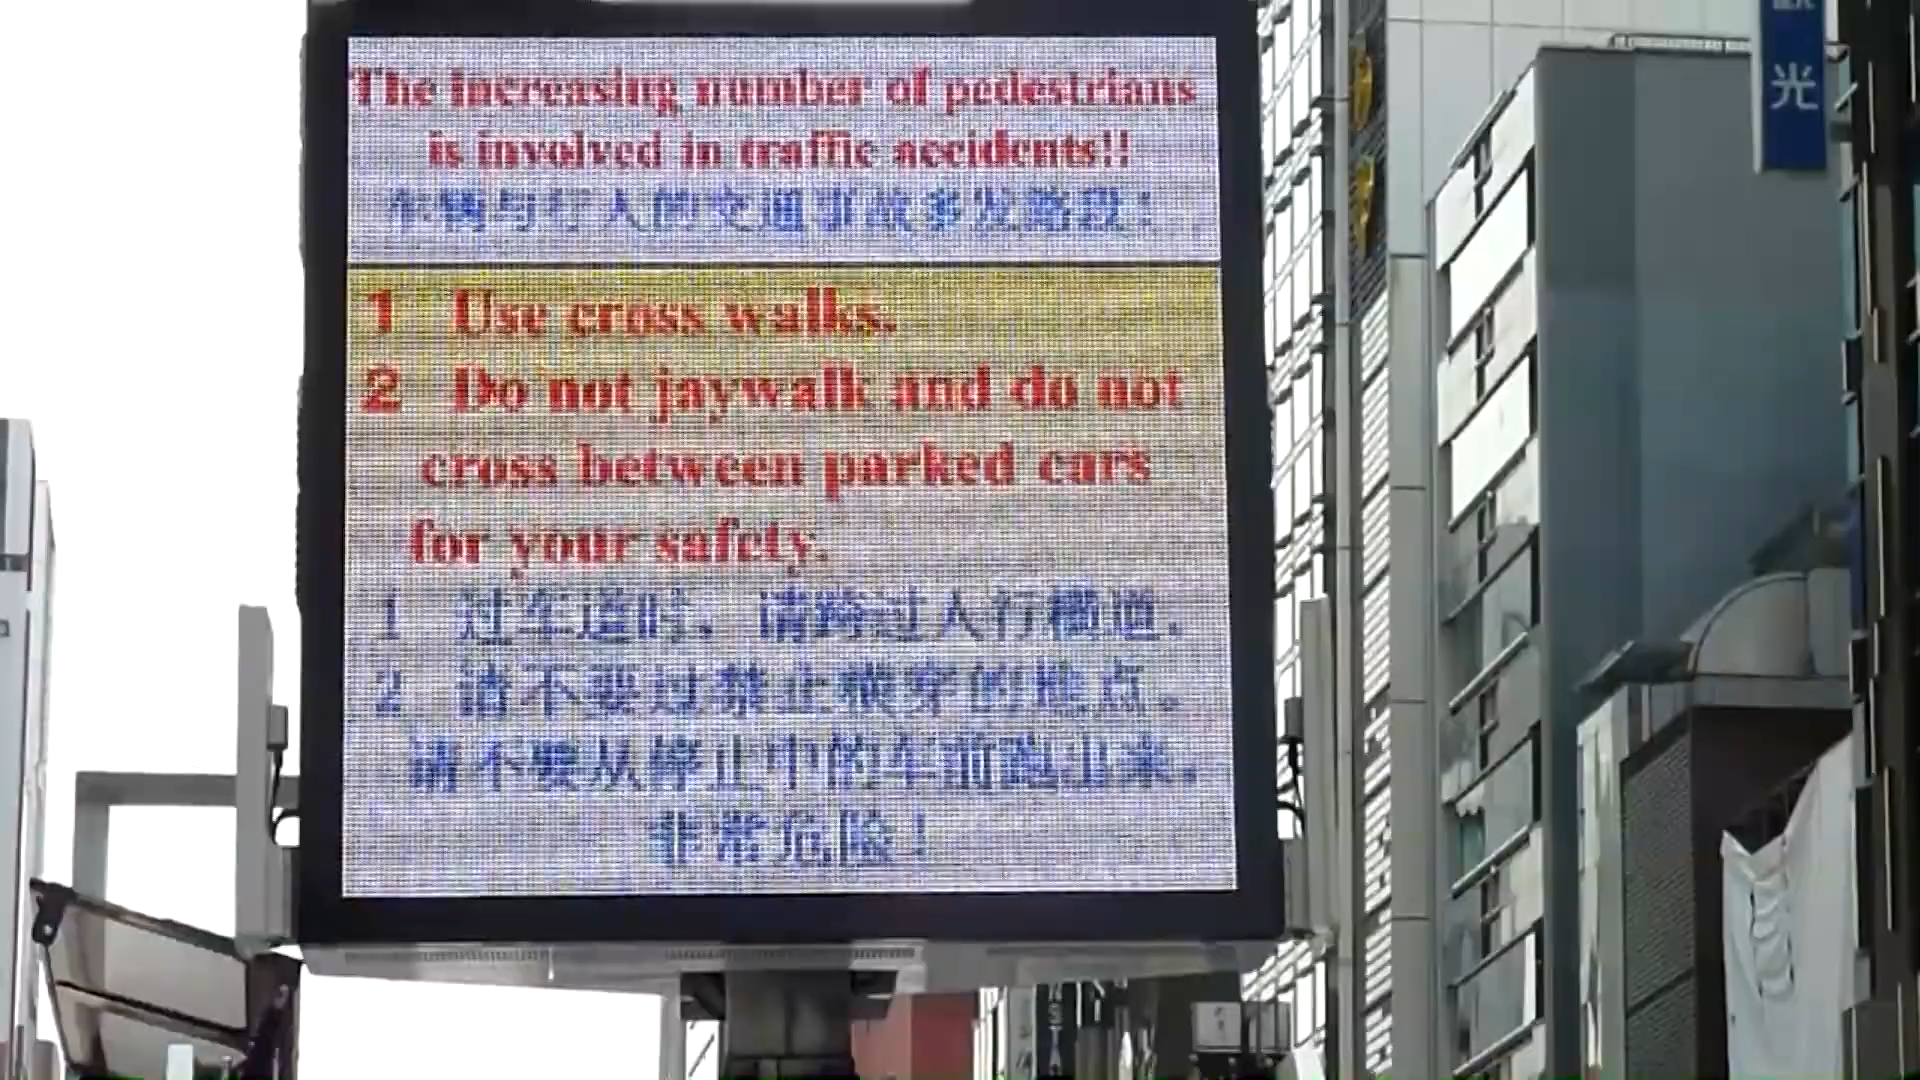 The increasing number of pedestrians
is involved in traffic accidents!!
车辆与行人的交通事故多发路段！
1 Use cross walks.
2 Do not jaywalk and do not
cross between parked cars
for your safety.
1 过车道时，请跨过人行横道。
2 请不要过禁止横穿的地点。
请不要从停止中的车前跑出来。
非常危险！
光